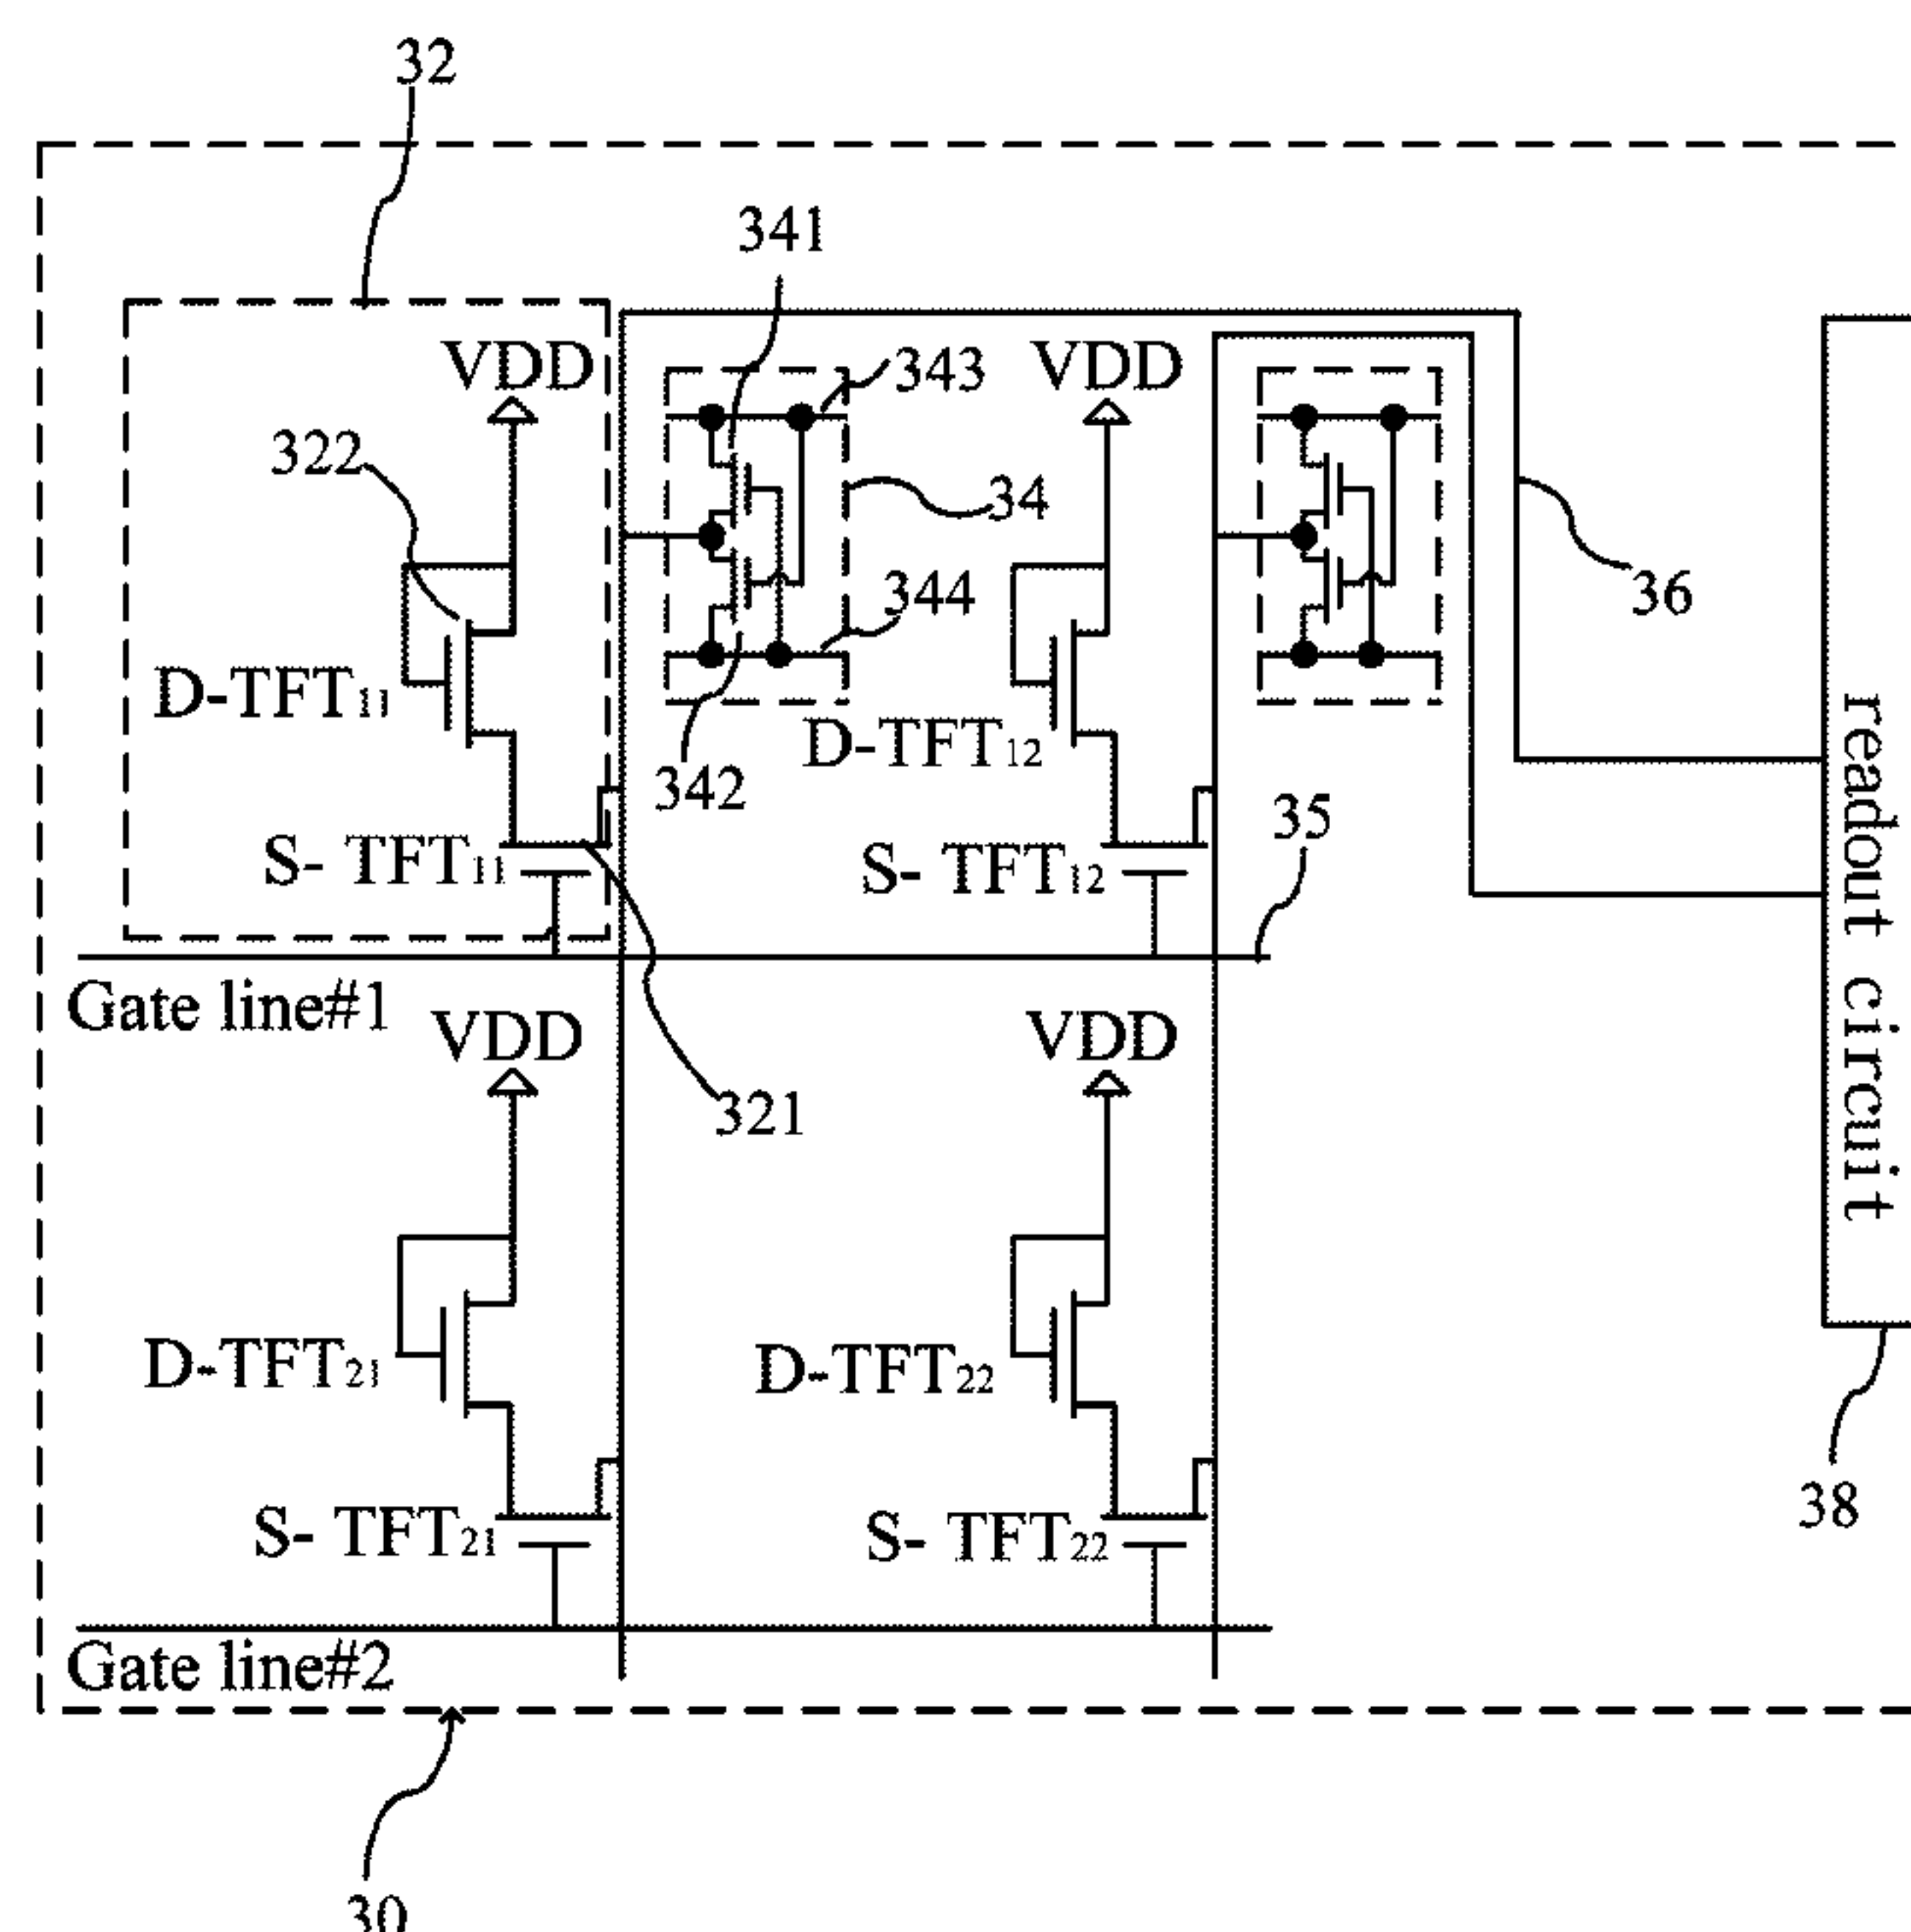 32
341
VDD
343
VDD
322
34
344
36
D-TFT11
342
D-TFT12
35
S- TFT11
S- TFT12
readout circuit
Gate line#1
VDD
VDD
321
D-TFT21
D-TFT22
38
S- TFT21
S- TFT22
Gate line#2
30